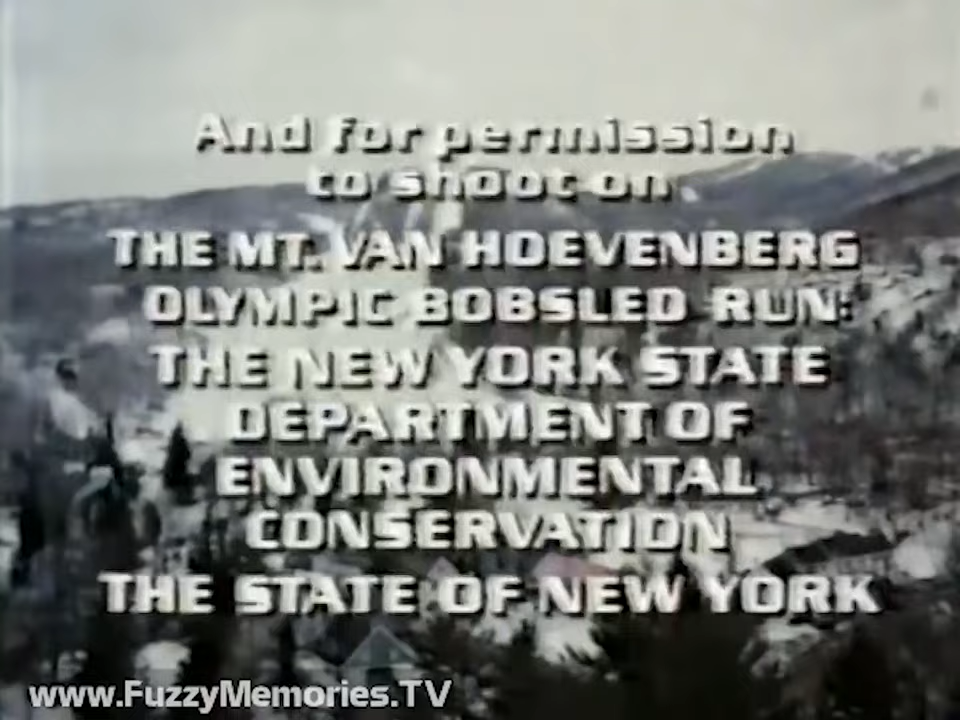 And for permission
to shoot on
THE MT. VAN HOEVENBERG
OLYMPIC BOBSLED RUN:
THE NEW YORK STATE
DEPARTMENT OF
ENVIRONMENTAL
CONSERVATION
THE STATE OF NEW YORK
www.FuzzyMemories.TV